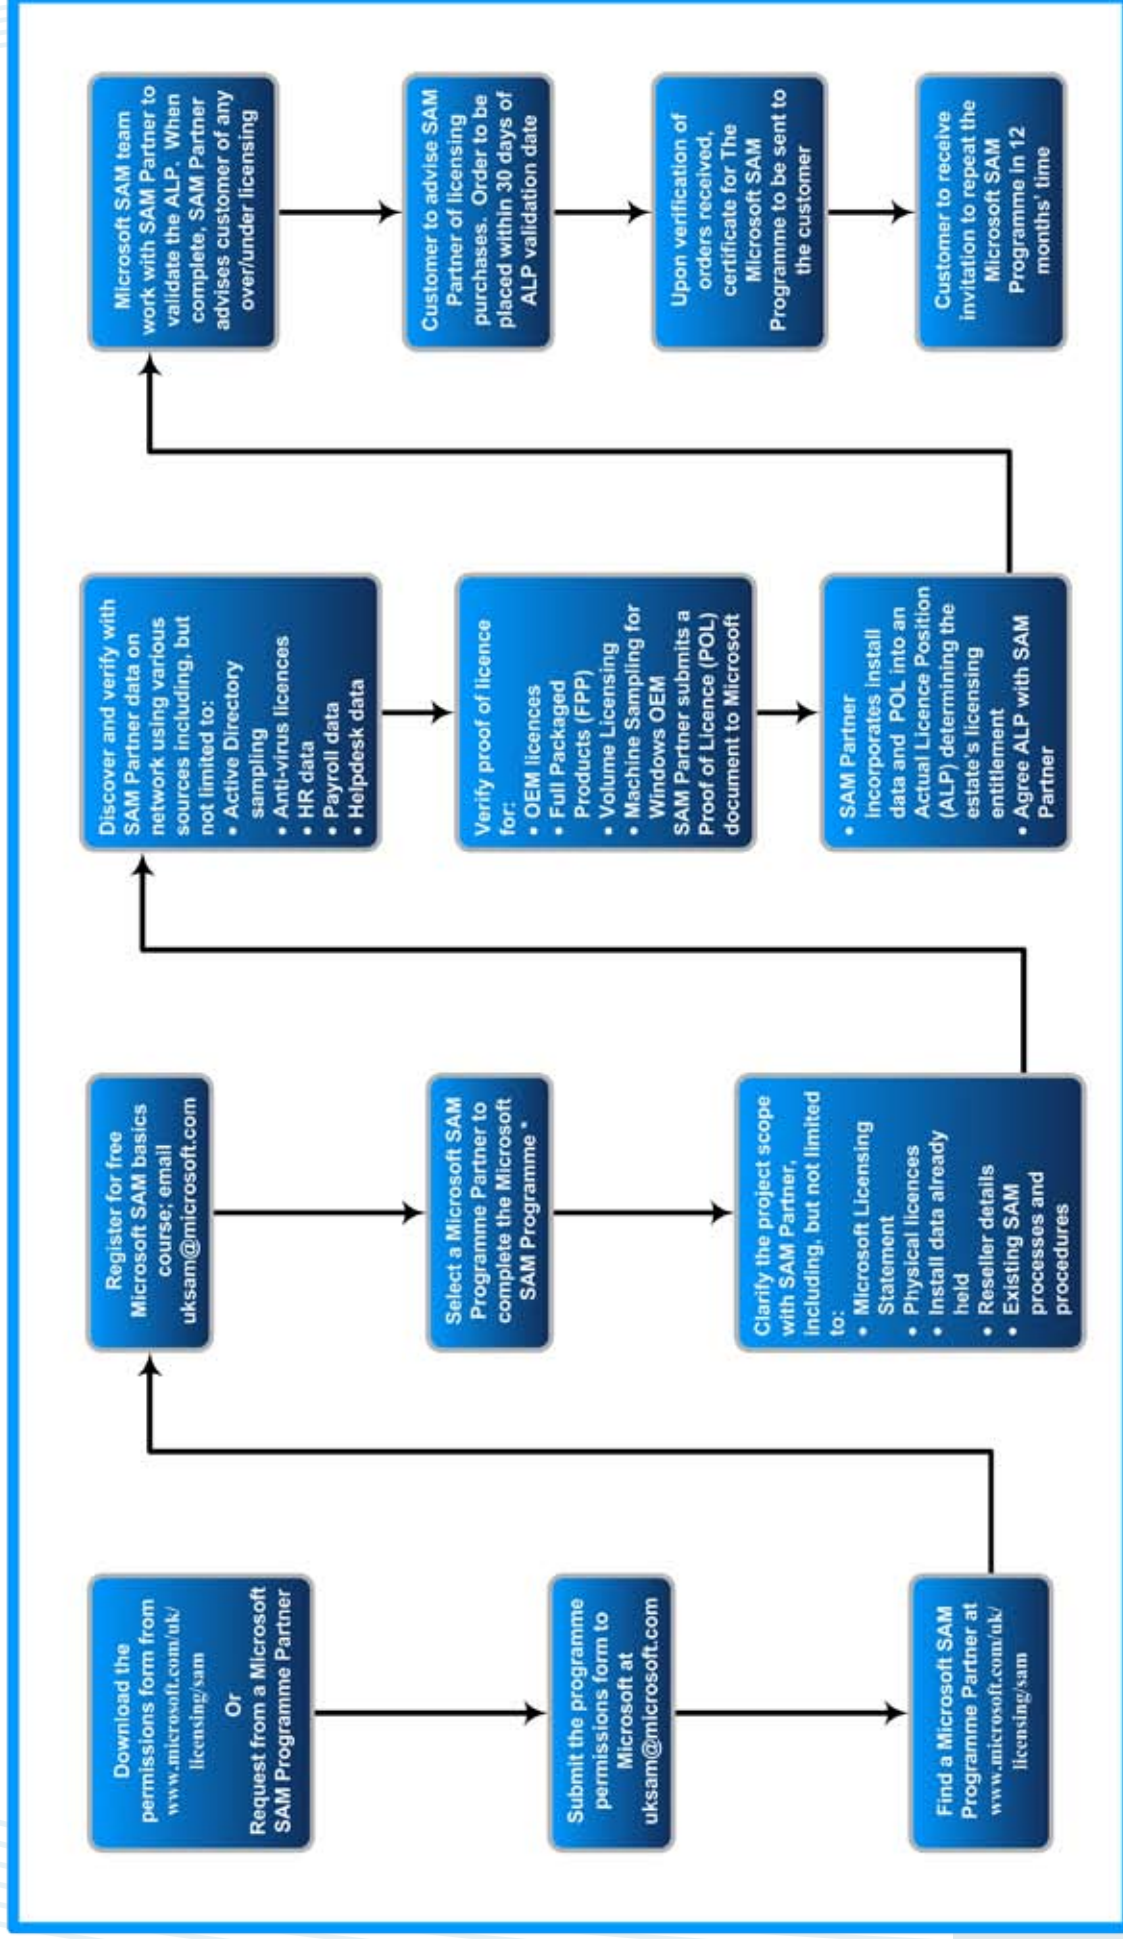 Download the
permissions form from
www.microsoft.com/uk/
licensing/sam
Or
Request from a Microsoft
SAM Programme Partner
Submit the programme
permissions form to
Microsoft at
uksam@microsoft.com
Find a Microsoft SAM
Programme Partner at
www.microsoft.com/uk/
licensing/sam
Register for free
Microsoft SAM basics
course; email
uksam@microsoft.com
Select a Microsoft SAM
Programme Partner to
complete the Microsoft
SAM Programme *
Clarify the project scope
with SAM Partner,
including, but not limited
to:
• Microsoft Licensing
Statement
• Physical licences
• Install data already
held
• Reseller details
• Existing SAM
processes and
procedures
Discover and verify with
SAM Partner data on
network using various
sources including, but
not limited to:
• Active Directory
sampling
• Anti-virus licences
• HR data
• Payroll data
• Helpdesk data
Verify proof of licence
for:
• OEM licences
• Full Packaged
Products (FPP)
• Volume Licensing
• Machine Sampling for
Windows OEM
SAM Partner submits a
Proof of Licence (POL)
document to Microsoft
• SAM Partner
incorporates install
data and POL into an
Actual Licence Position
(ALP) determining the
estate's licensing
entitlement
• Agree ALP with SAM
Partner
Microsoft SAM team
work with SAM Partner to
validate the ALP. When
complete, SAM Partner
advises customer of any
over/under licensing
Customer to advise SAM
Partner of licensing
purchases. Order to be
placed within 30 days of
ALP validation date
Upon verification of
orders received,
certificate for The
Microsoft SAM
Programme to be sent to
the customer
Customer to receive
invitation to repeat the
Microsoft SAM
Programme in 12
months' time